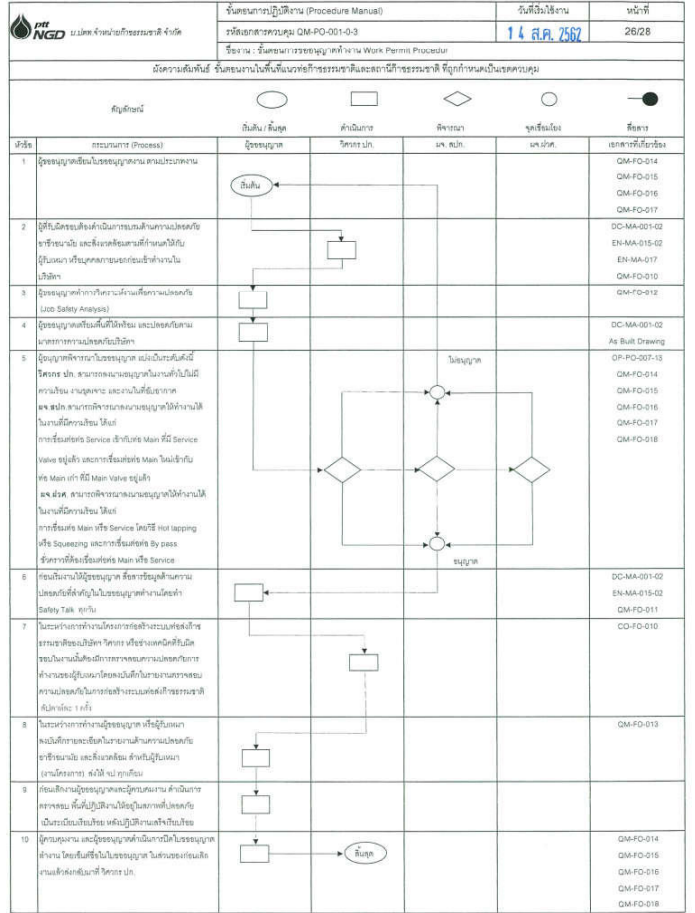 ptt
NGD บ.ปตท.จำหน่ายก๊าซธรรมชาติ จำกัด
ขั้นตอนการปฏิบัติงาน (Procedure Manual)
วันที่เริ่มใช้งาน
หน้าที่
รหัสเอกสารควบคุม QM-PO-001-0-3
1 4 ส.ค. 2562
26/28
ชื่องาน : ขั้นตอนการขออนุญาตทำงาน Work Permit Procedur
ผังความสัมพันธ์ ขั้นตอนงานในพื้นที่แนวท่อก๊าซธรรมชาติและสถานีก๊าซธรรมชาติ ที่ถูกกำหนดเป็นเขตควบคุม
สัญลักษณ์
เริ่มต้น / สิ้นสุด
ดำเนินการ
พิจารณา
จุดเชื่อมโยง
สื่อสาร
หัวข้อ
กระบวนการ (Process)
ผู้ขออนุญาต
วิศวกร ปก.
ผจ. สปก.
ผจ.ฝวศ.
เอกสารที่เกี่ยวข้อง
1
ผู้ขออนุญาตเขียนใบขออนุญาตงาน ตามประเภทงาน
เริ่มต้น
QM-FO-014
QM-FO-015
QM-FO-016
QM-FO-017
2
ผู้ที่รับผิดชอบต้องดำเนินการอบรมด้านความปลอดภัย
อาชีวอนามัย และสิ่งแวดล้อมตามที่กำหนดให้กับ
ผู้รับเหมา หรือบุคคลภายนอกก่อนเข้าทำงานใน
บริษัทฯ
DC-MA-001-02
EN-MA-015-02
EN-MA-017
QM-FO-010
3
ผู้ขออนุญาตทำการวิเคราะห์งานเพื่อความปลอดภัย
(Job Safety Analysis)
QM-FO-012
4
ผู้ขออนุญาตเตรียมพื้นที่ให้พร้อม และปลอดภัยตาม
มาตรการความปลอดภัยบริษัทฯ
DC-MA-001-02
As Built Drawing
5
ผู้อนุญาตพิจารณาใบขออนุญาต แบ่งเป็นระดับดังนี้
วิศวกร ปก. สามารถลงนามอนุญาตในงานทั่วไปไม่มี
ความร้อน งานขุดเจาะ และงานในที่อับอากาศ
ผจ.สปก.สามารถพิจารณาลงนามอนุญาตให้ทำงานได้
ในงานที่มีความร้อน ได้แก่
การเชื่อมต่อท่อ Service เข้ากับท่อ Main ที่มี Service
Valve อยู่แล้ว และการเชื่อมต่อท่อ Main ใหม่เข้ากับ
ท่อ Main เก่า ที่มี Main Valve อยู่แล้ว
ผจ.ฝวศ. สามารถพิจารณาลงนามอนุญาตให้ทำงานได้
ในงานที่มีความร้อน ได้แก่
การเชื่อมต่อ Main หรือ Service โดยวิธี Hot tapping
หรือ Squeezing และการเชื่อมต่อท่อ By pass
ชั่วคราวที่ต้องเชื่อมต่อท่อ Main หรือ Service
ไม่อนุญาต
อนุญาต
OP-PO-007-13
QM-FO-014
QM-FO-015
QM-FO-016
QM-FO-017
QM-FO-018
6
ก่อนเริ่มงานให้ผู้ขออนุญาต สื่อสารข้อมูลด้านความ
ปลอดภัยที่สำคัญในใบขออนุญาตทำงานโดยทำ
Safety Talk ทุกวัน
DC-MA-001-02
EN-MA-015-02
QM-FO-011
7
ในระหว่างการทำงานโครงการก่อสร้างระบบท่อส่งก๊าซ
ธรรมชาติของบริษัทฯ วิศวกร หรือช่างเทคนิคที่รับผิด
ชอบในงานนั้นต้องมีการตรวจสอบความปลอดภัยการ
ทำงานของผู้รับเหมาโดยลงบันทึกในรายงานตรวจสอบ
ความปลอดภัยในการก่อสร้างระบบท่อส่งก๊าซธรรมชาติ
สัปดาห์ละ 1 ครั้ง
CO-FO-010
8
ในระหว่างการทำงานผู้ขออนุญาต หรือผู้รับเหมา
ลงบันทึกรายละเอียดในรายงานด้านความปลอดภัย
อาชีวอนามัย และสิ่งแวดล้อม สำหรับผู้รับเหมา
(งานโครงการ) ส่งให้ จป ทุกเดือน
QM-FO-013
9
ก่อนเลิกงานผู้ขออนุญาตและผู้ควบคุมงาน ดำเนินการ
ตรวจสอบ พื้นที่ปฏิบัติงานให้อยู่ในสภาพที่ปลอดภัย
เป็นระเบียบเรียบร้อย หลังปฏิบัติงานเสร็จเรียบร้อย
10
ผู้ควบคุมงาน และผู้ขออนุญาตดำเนินการปิดใบขออนุญาต
ทำงาน โดยเซ็นต์ชื่อในใบขออนุญาต ในส่วนของก่อนเลิก
งานแล้วส่งกลับมาที่ วิศวกร ปก.
สิ้นสุด
QM-FO-014
QM-FO-015
QM-FO-016
QM-FO-017
QM-FO-018